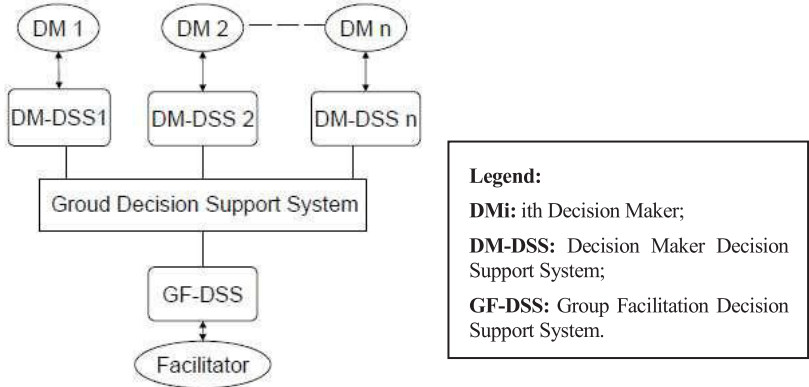 DM 1
DM 2
DM n
DM-DSS1
DM-DSS 2
DM-DSS n
Groud Decision Support System
GF-DSS
Facilitator
Legend:
DMi: ith Decision Maker;
DM-DSS: Decision Maker Decision
Support System;
GF-DSS: Group Facilitation Decision
Support System.